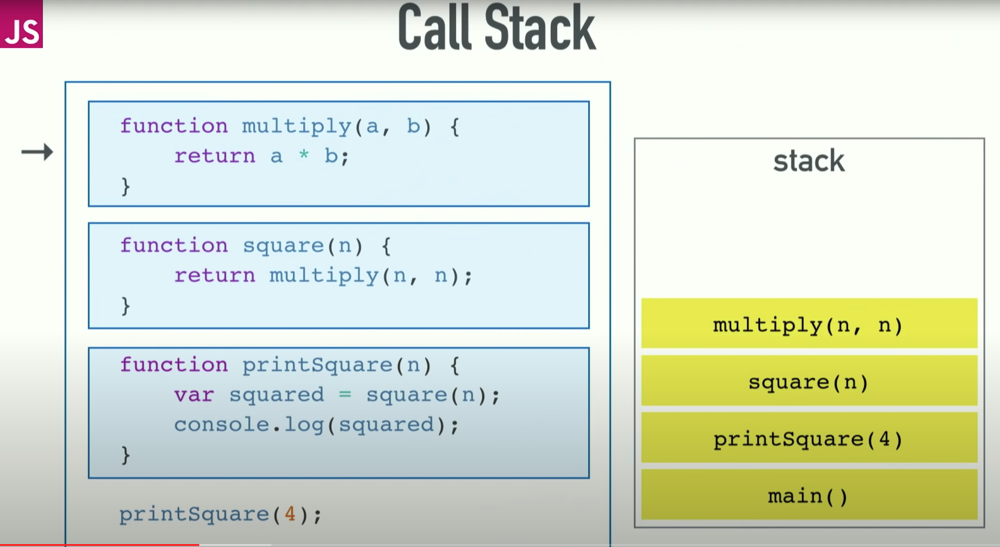 JS
Call Stack
function multiply(a, b) {
    return a * b;
}
function square(n) {
    return multiply(n, n);
}
function printSquare(n) {
    var squared = square(n);
    console.log(squared);
}
printSquare(4);
stack
multiply(n, n)
square(n)
printSquare(4)
main()